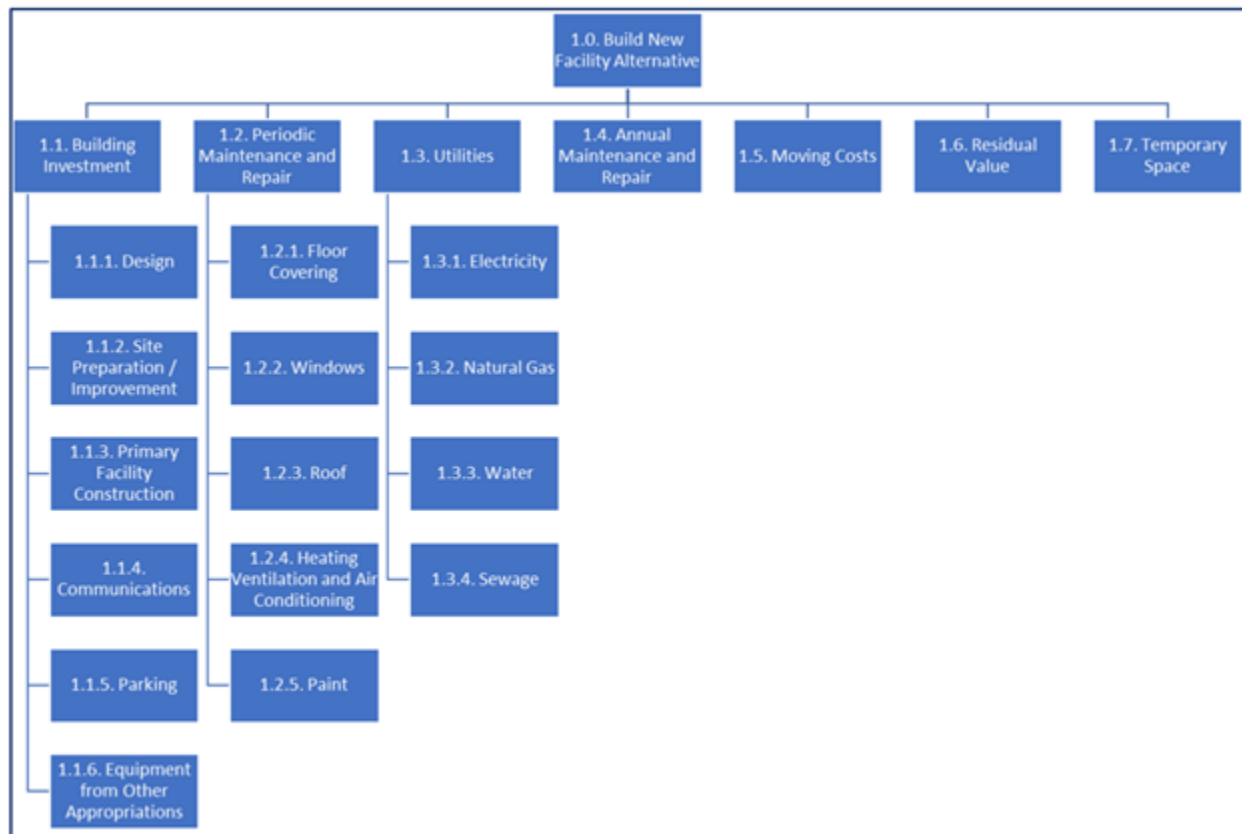 1.0. Build New
Facility Alternative
1.1. Building
Investment
1.2. Periodic
Maintenance and
Repair
1.3. Utilities
1.4. Annual
Maintenance and
Repair
1.5. Moving Costs
1.6. Residual
Value
1.7. Temporary
Space
1.1.1. Design
1.2.1. Floor
Covering
1.3.1. Electricity
1.1.2. Site
Preparation /
Improvement
1.2.2. Windows
1.3.2. Natural Gas
1.1.3. Primary
Facility
Construction
1.2.3. Roof
1.3.3. Water
1.1.4.
Communications
1.2.4. Heating
Ventilation and Air
Conditioning
1.3.4. Sewage
1.1.5. Parking
1.2.5. Paint
1.1.6. Equipment
from Other
Appropriations